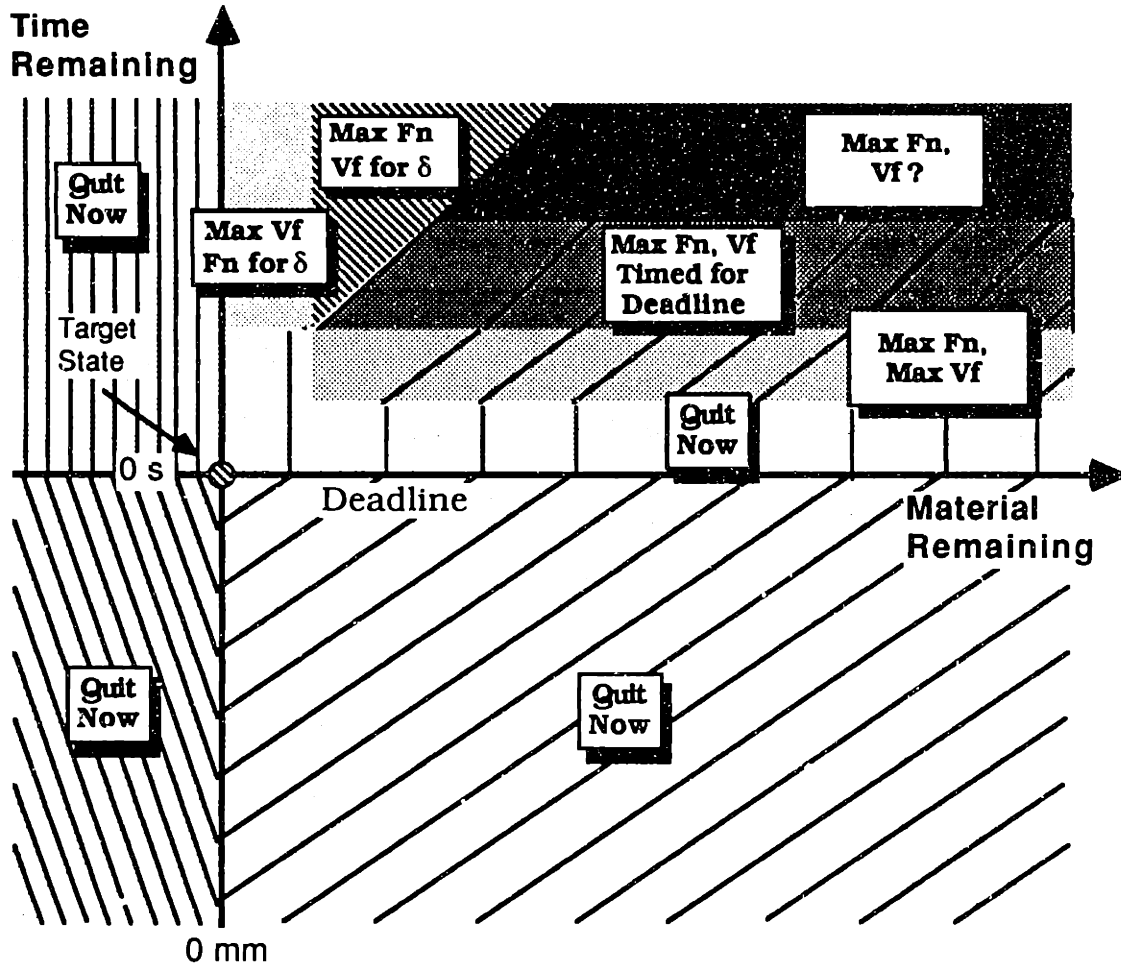 Time
Remaining
Max Fn
Vf for δ
Max Fn,
Vf ?
Quit
Now
Max Vf
Fn for δ
Max Fn, Vf
Timed for
Deadline
Target
State
Max Fn,
Max Vf
Quit
Now
0 s
Deadline
Material
Remaining
Quit
Now
Quit
Now
0 mm